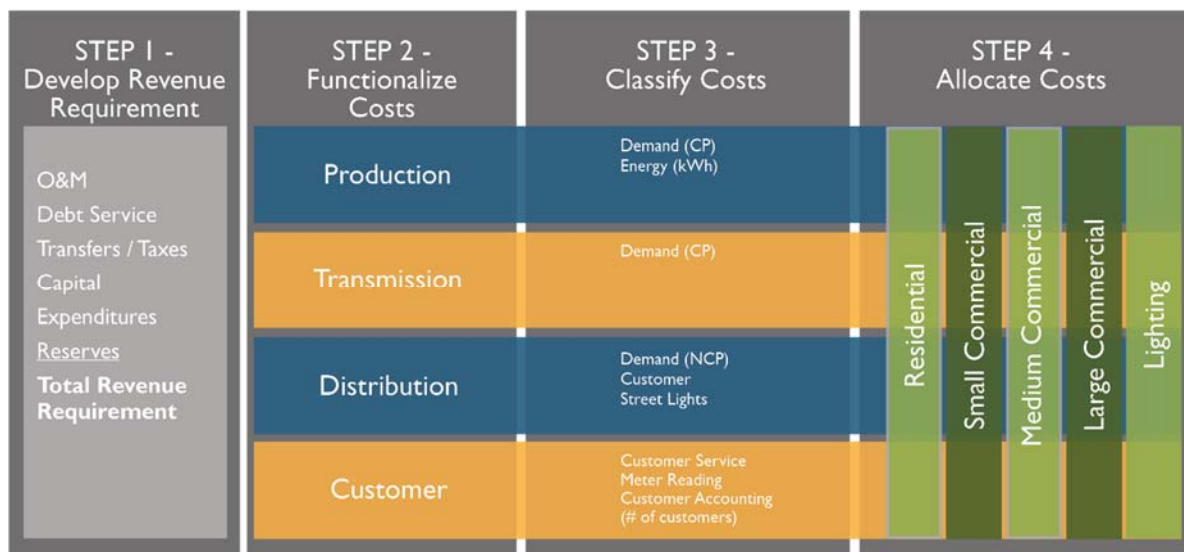 STEP 1 -
Develop Revenue
Requirement
O&M
Debt Service
Transfers / Taxes
Capital
Expenditures
Reserves
Total Revenue
Requirement
STEP 2 -
Functionalize
Costs
Production
Transmission
Distribution
Customer
STEP 3 -
Classify Costs
Demand (CP)
Energy (kWh)
Demand (CP)
Demand (NCP)
Customer
Street Lights
Customer Service
Meter Reading
Customer Accounting
(# of customers)
STEP 4 -
Allocate Costs
Residential
Small Commercial
Medium Commercial
Large Commercial
Lighting